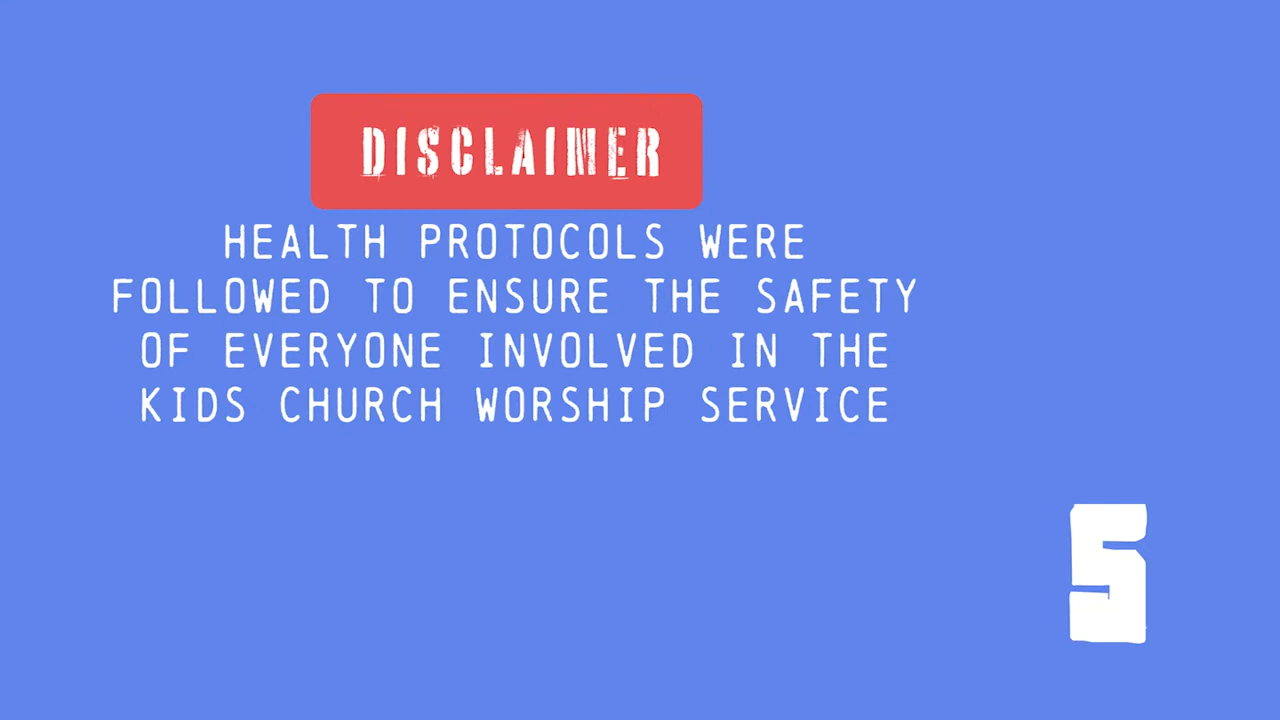 DISCLAIMER
HEALTH PROTOCOLS WERE
FOLLOWED TO ENSURE THE SAFETY
OF EVERYONE INVOLVED IN THE
KIDS CHURCH WORSHIP SERVICE
5